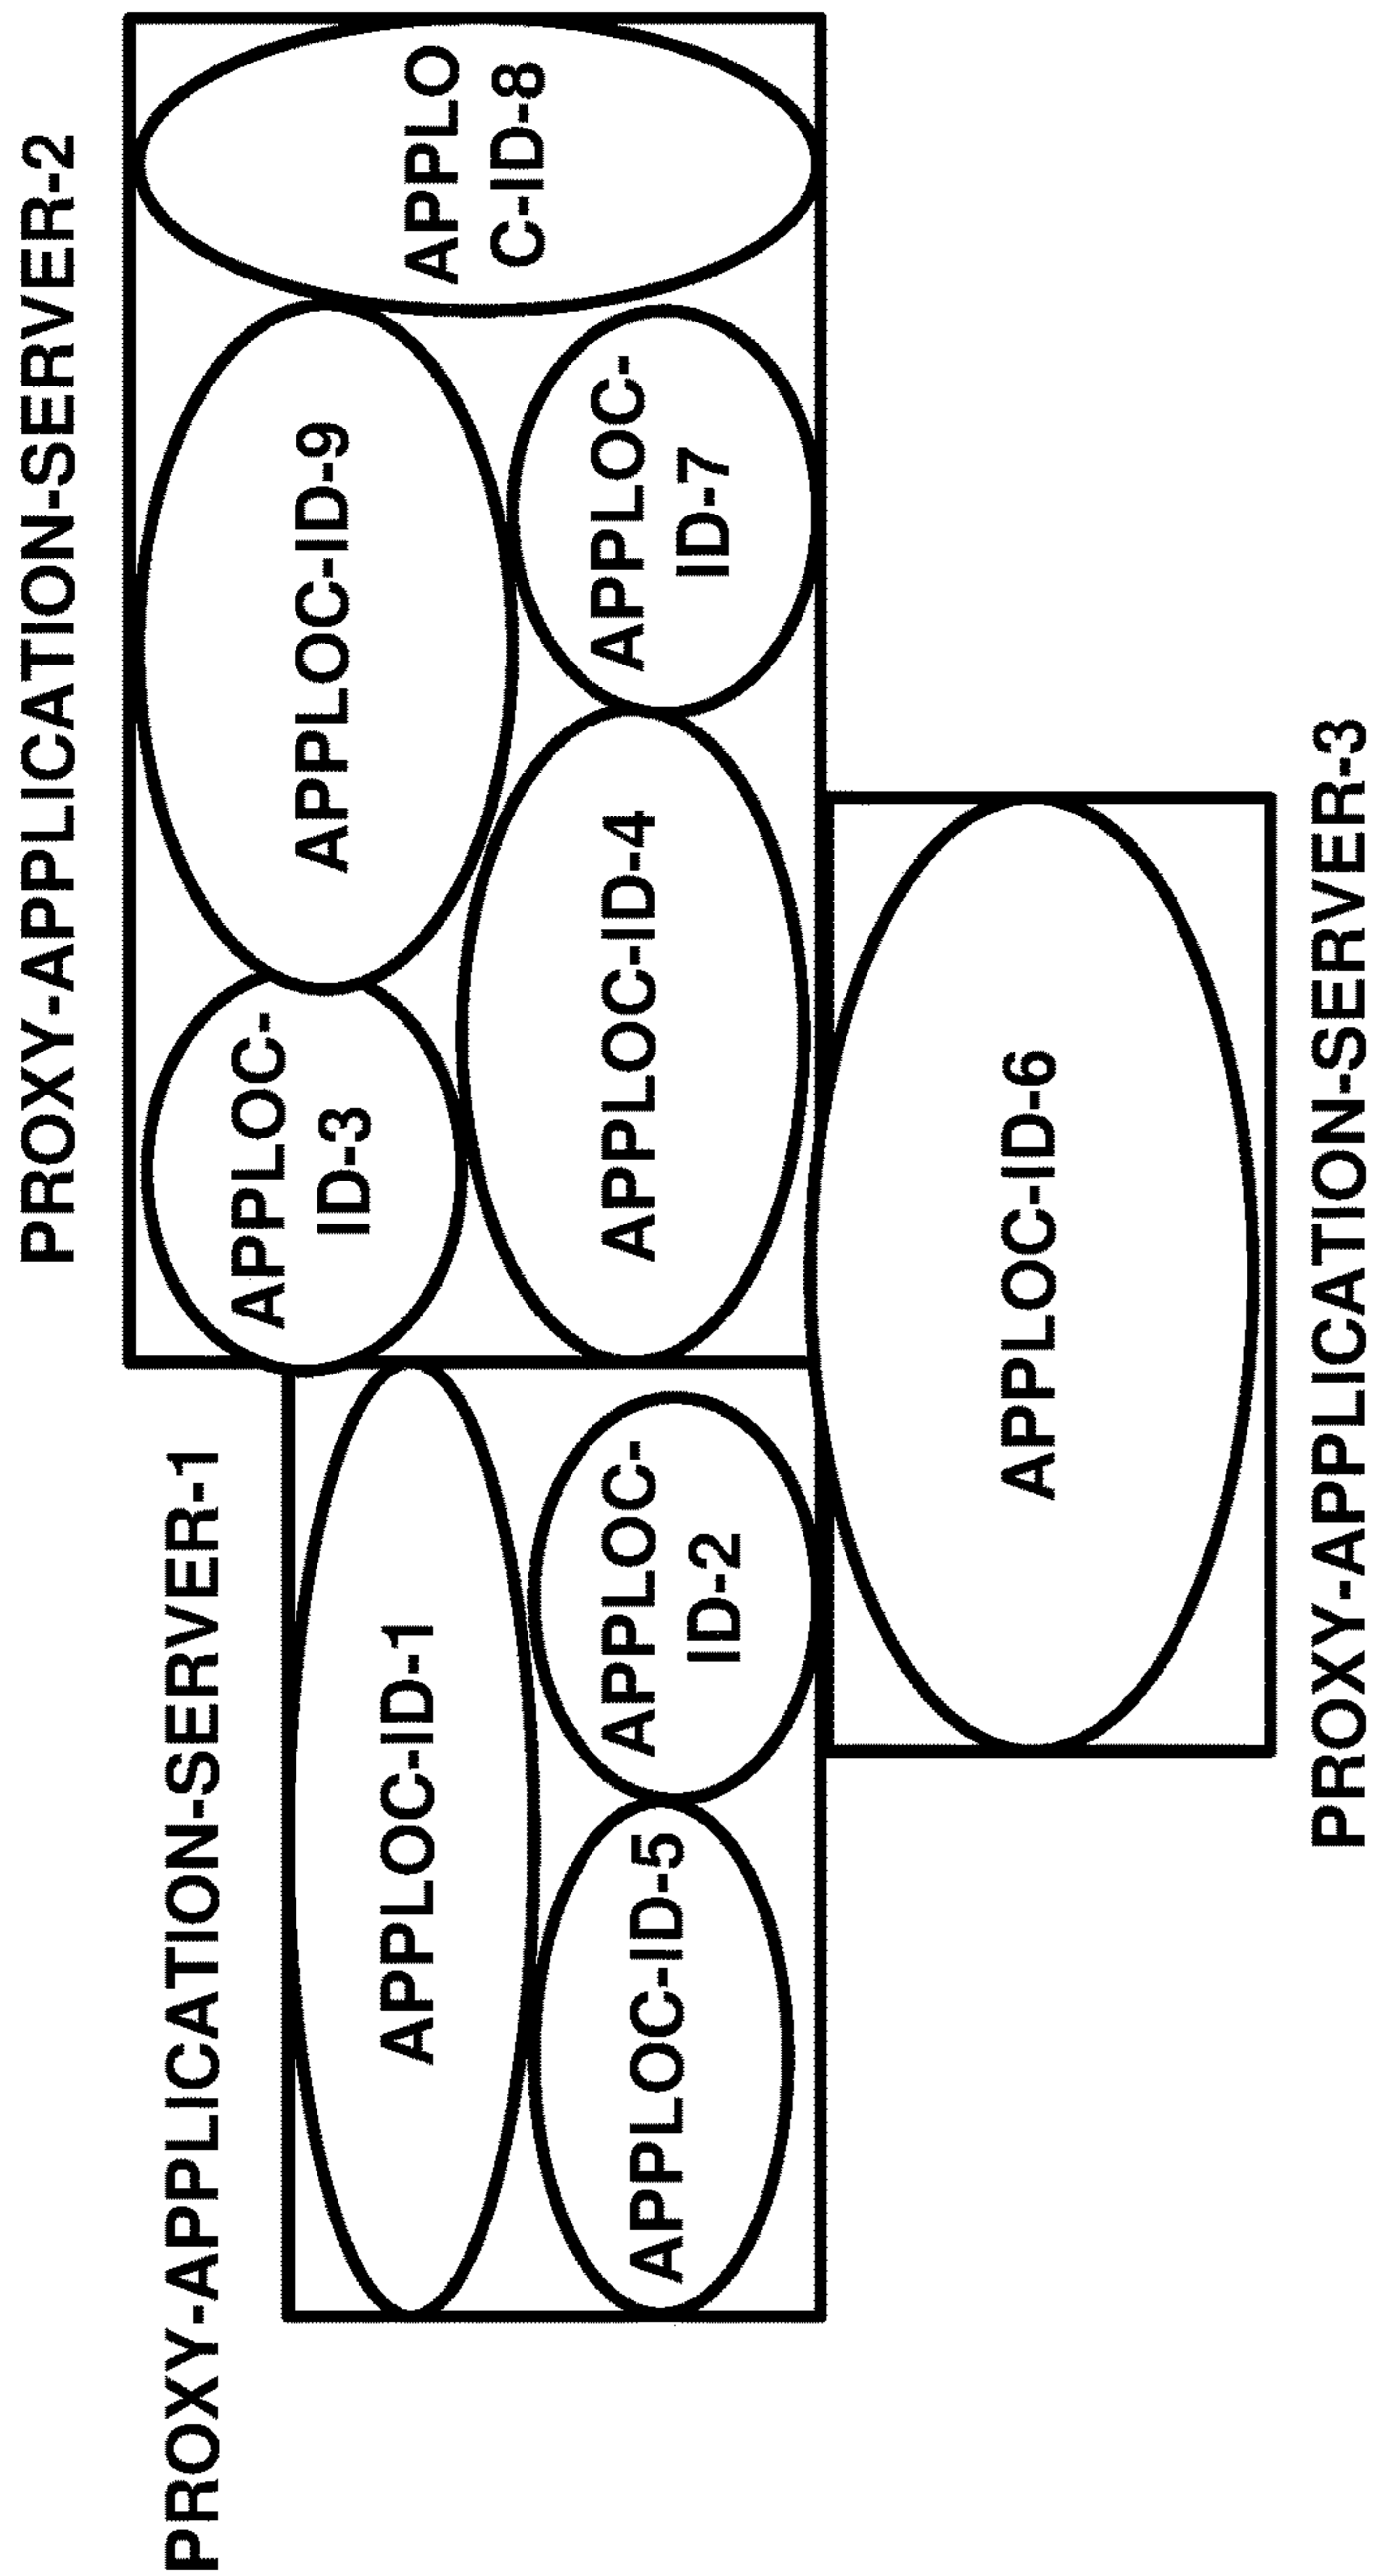 PROXY-APPLICATION-SERVER-1
PROXY-APPLICATION-SERVER-2
APPLOC-ID-1
APPLOC-ID-5
APPLOC-
ID-2
APPLOC-
ID-3
APPLOC-ID-9
APPLOC-ID-4
APPLOC-
ID-7
APPLO
C-ID-8
APPLOC-ID-6
PROXY-APPLICATION-SERVER-3